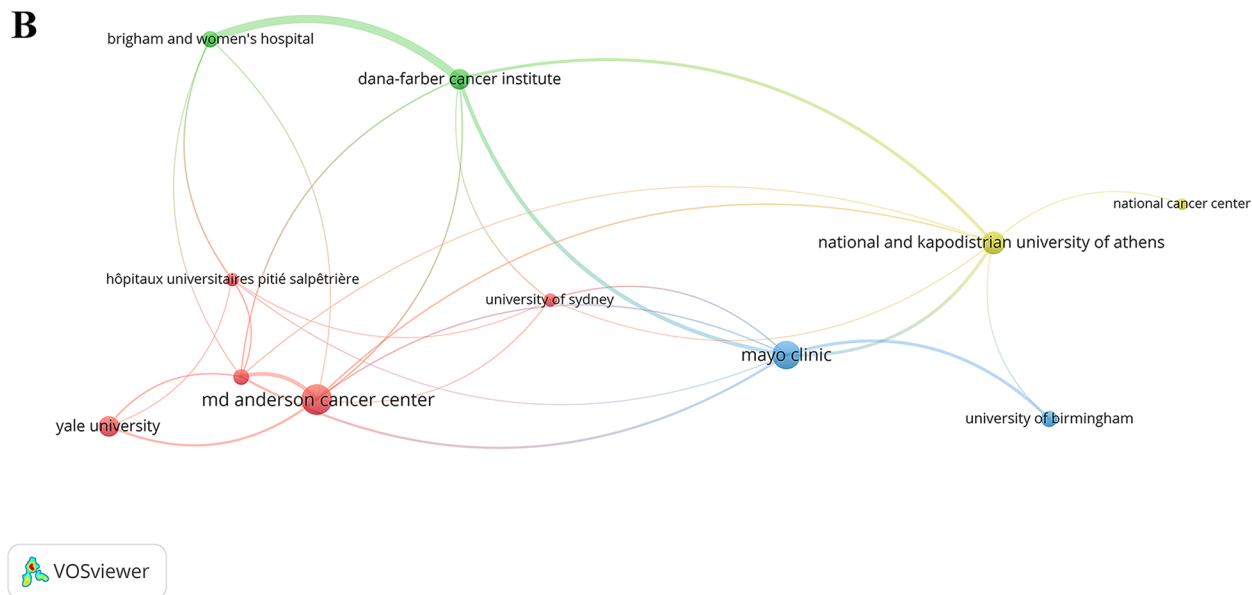 B
brigham and women's hospital
dana-farber cancer institute
national cancer center
national and kapodistrian university of athens
hôpitaux universitaires pitié salpêtrière
university of sydney
mayo clinic
md anderson cancer center
yale university
university of birmingham
VOSviewer